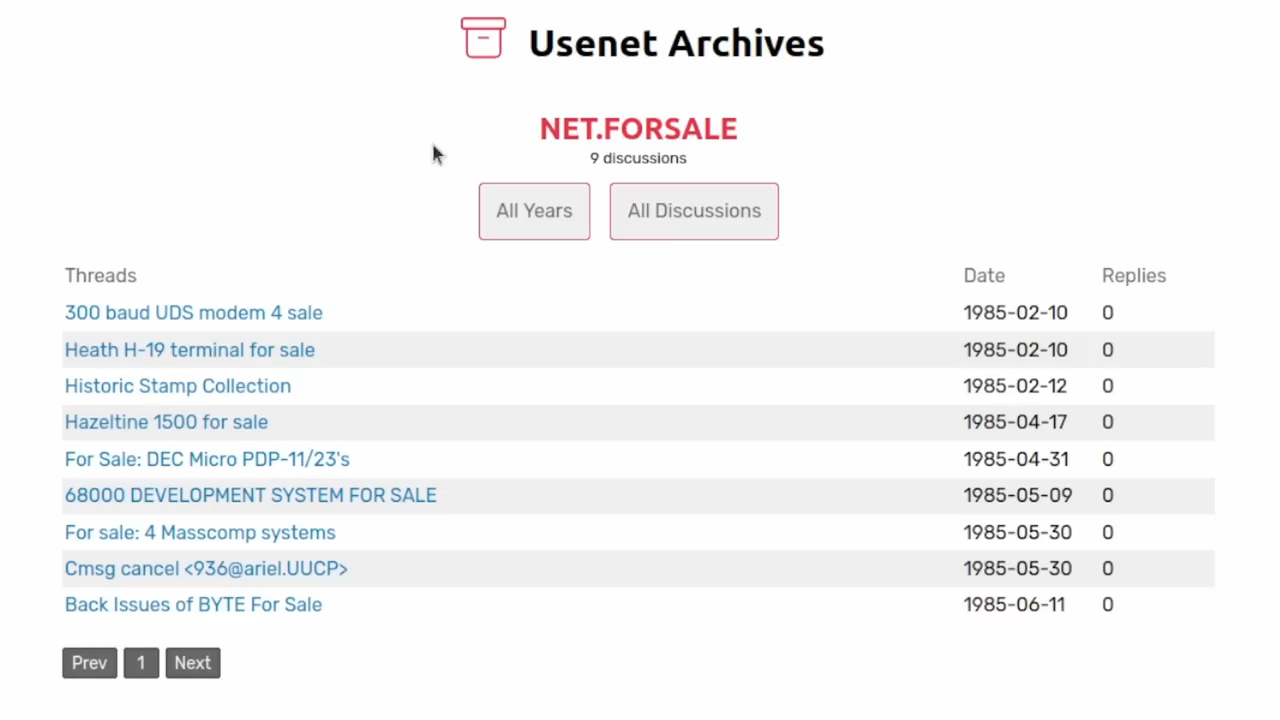 Usenet Archives
NET.FORSALE
9 discussions
All Years All Discussions
Threads Date Replies
300 baud UDS modem 4 sale 1985-02-10 0
Heath H-19 terminal for sale 1985-02-10 0
Historic Stamp Collection 1985-02-12 0
Hazeltine 1500 for sale 1985-04-17 0
For Sale: DEC Micro PDP-11/23's 1985-04-31 0
68000 DEVELOPMENT SYSTEM FOR SALE 1985-05-09 0
For sale: 4 Masscomp systems 1985-05-30 0
Cmsg cancel <936@ariel.UUCP> 1985-05-30 0
Back Issues of BYTE For Sale 1985-06-11 0
Prev 1 Next